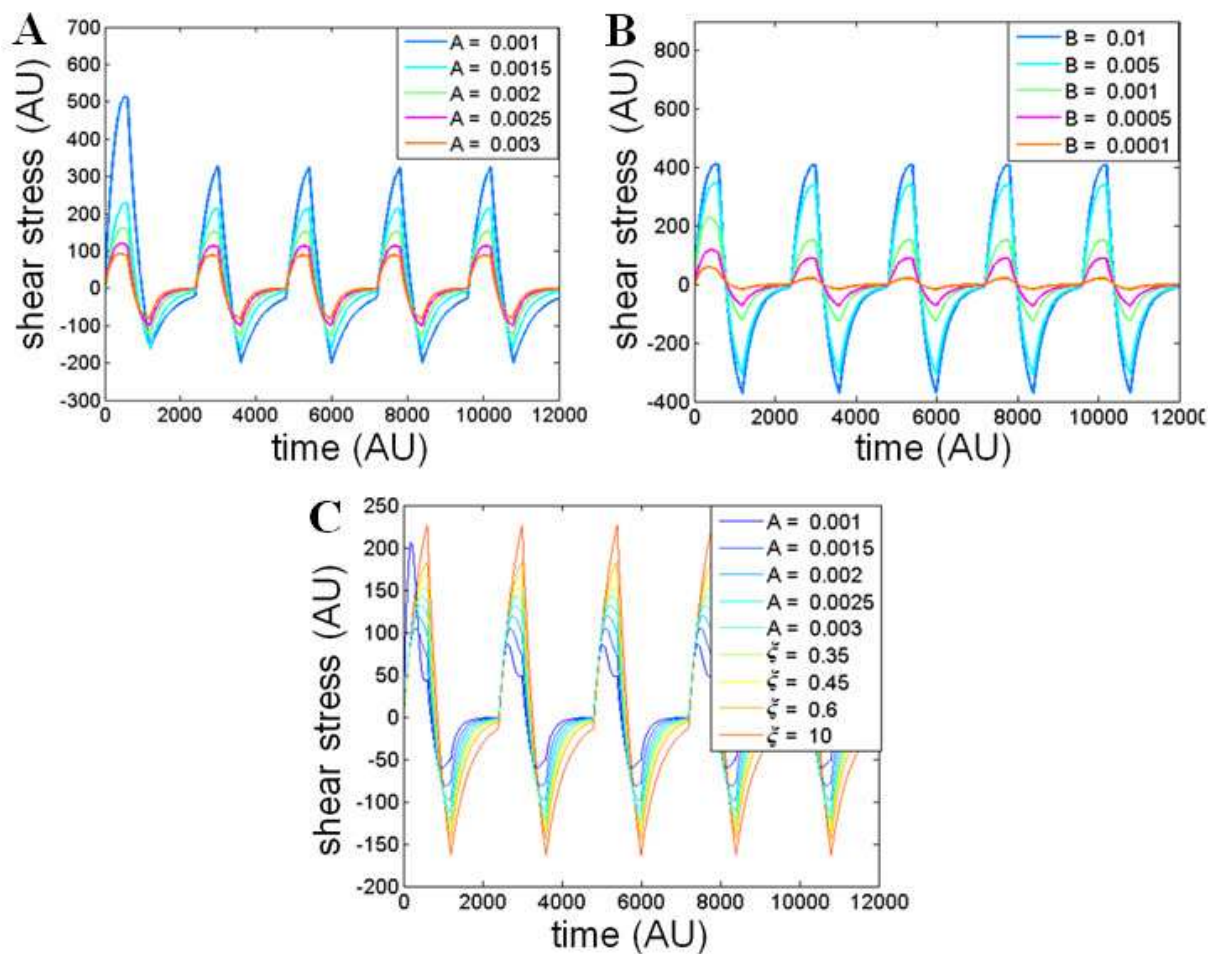 A
shear stress (AU)
700
600
500
400
300
200
100
0
-100
-200
-300
0 2000 4000 6000 8000 10000 12000
time (AU)
A = 0.001
A = 0.0015
A = 0.002
A = 0.0025
A = 0.003
B
shear stress (AU)
800
600
400
200
0
-200
-400
0 2000 4000 6000 8000 10000 12000
time (AU)
B = 0.01
B = 0.005
B = 0.001
B = 0.0005
B = 0.0001
C
shear stress (AU)
250
200
150
100
50
0
-50
-100
-150
-200
0 2000 4000 6000 8000 10000 12000
time (AU)
A = 0.001
A = 0.0015
A = 0.002
A = 0.0025
A = 0.003
ξ = 0.35
ξ = 0.45
ξ = 0.6
ξ = 10